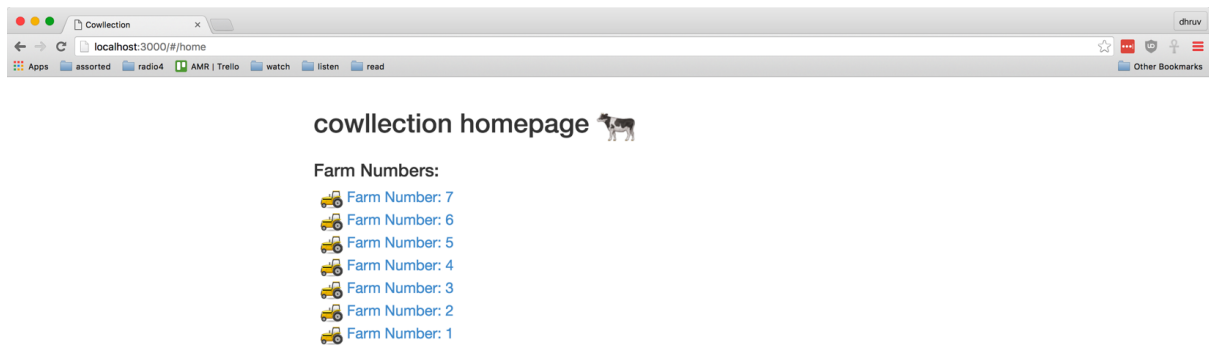 Cowllection
dhruv
localhost:3000/#/home
Apps assorted radio4 AMR | Trello watch listen read Other Bookmarks
cowllection homepage
Farm Numbers:
Farm Number: 7
Farm Number: 6
Farm Number: 5
Farm Number: 4
Farm Number: 3
Farm Number: 2
Farm Number: 1